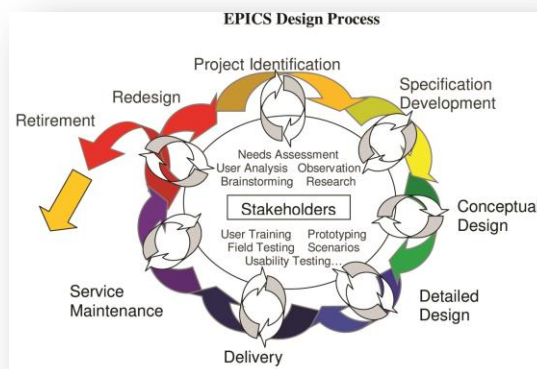 EPICS Design Process
Project Identification
Specification
Development
Conceptual
Design
Detailed
Design
Delivery
Service
Maintenance
Redesign
Retirement
Needs Assessment
User Analysis Observation
Brainstorming Research
Stakeholders
User Training Prototyping
Field Testing Scenarios
Usability Testing…